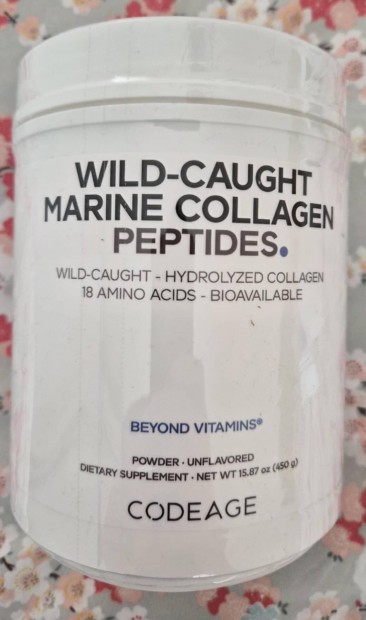 WILD-CAUGHT
MARINE COLLAGEN
PEPTIDES.
WILD-CAUGHT - HYDROLYZED COLLAGEN
18 AMINO ACIDS - BIOAVAILABLE
BEYOND VITAMINS®
POWDER · UNFLAVORED
DIETARY SUPPLEMENT · NET WT 15.87 oz (450 g)
CODEAGE